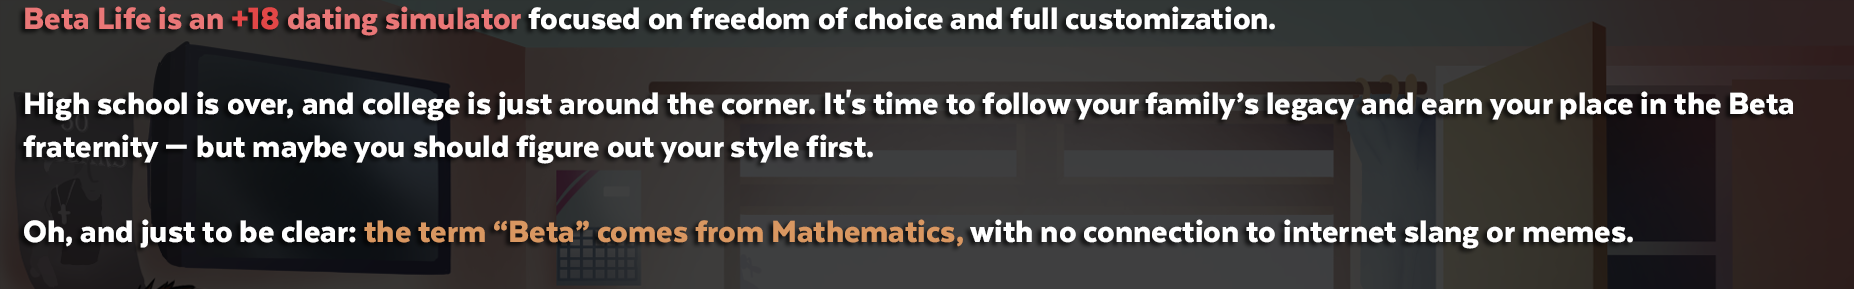 Beta Life is an +18 dating simulator focused on freedom of choice and full customization.
High school is over, and college is just around the corner. It's time to follow your family’s legacy and earn your place in the Beta
fraternity — but maybe you should figure out your style first.
Oh, and just to be clear: the term “Beta” comes from Mathematics, with no connection to internet slang or memes.